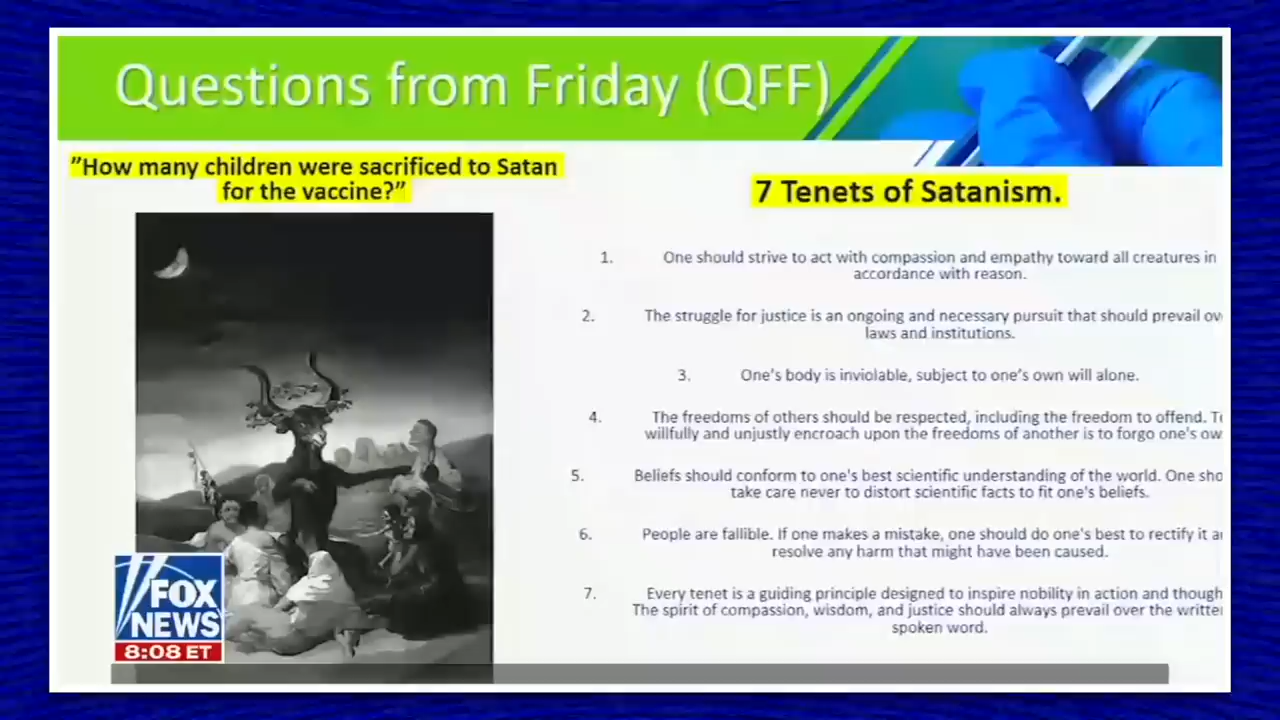 Questions from Friday (QFF)
"How many children were sacrificed to Satan
for the vaccine?"
7 Tenets of Satanism.
1. One should strive to act with compassion and empathy toward all creatures in
accordance with reason.
2. The struggle for justice is an ongoing and necessary pursuit that should prevail ov
laws and institutions.
3. One's body is inviolable, subject to one's own will alone.
4. The freedoms of others should be respected, including the freedom to offend. T
willfully and unjustly encroach upon the freedoms of another is to forgo one's ow
5. Beliefs should conform to one's best scientific understanding of the world. One sho
take care never to distort scientific facts to fit one's beliefs.
6. People are fallible. If one makes a mistake, one should do one's best to rectify it a
resolve any harm that might have been caused.
7. Every tenet is a guiding principle designed to inspire nobility in action and though
The spirit of compassion, wisdom, and justice should always prevail over the writte
spoken word.
FOX
NEWS
8:08 ET